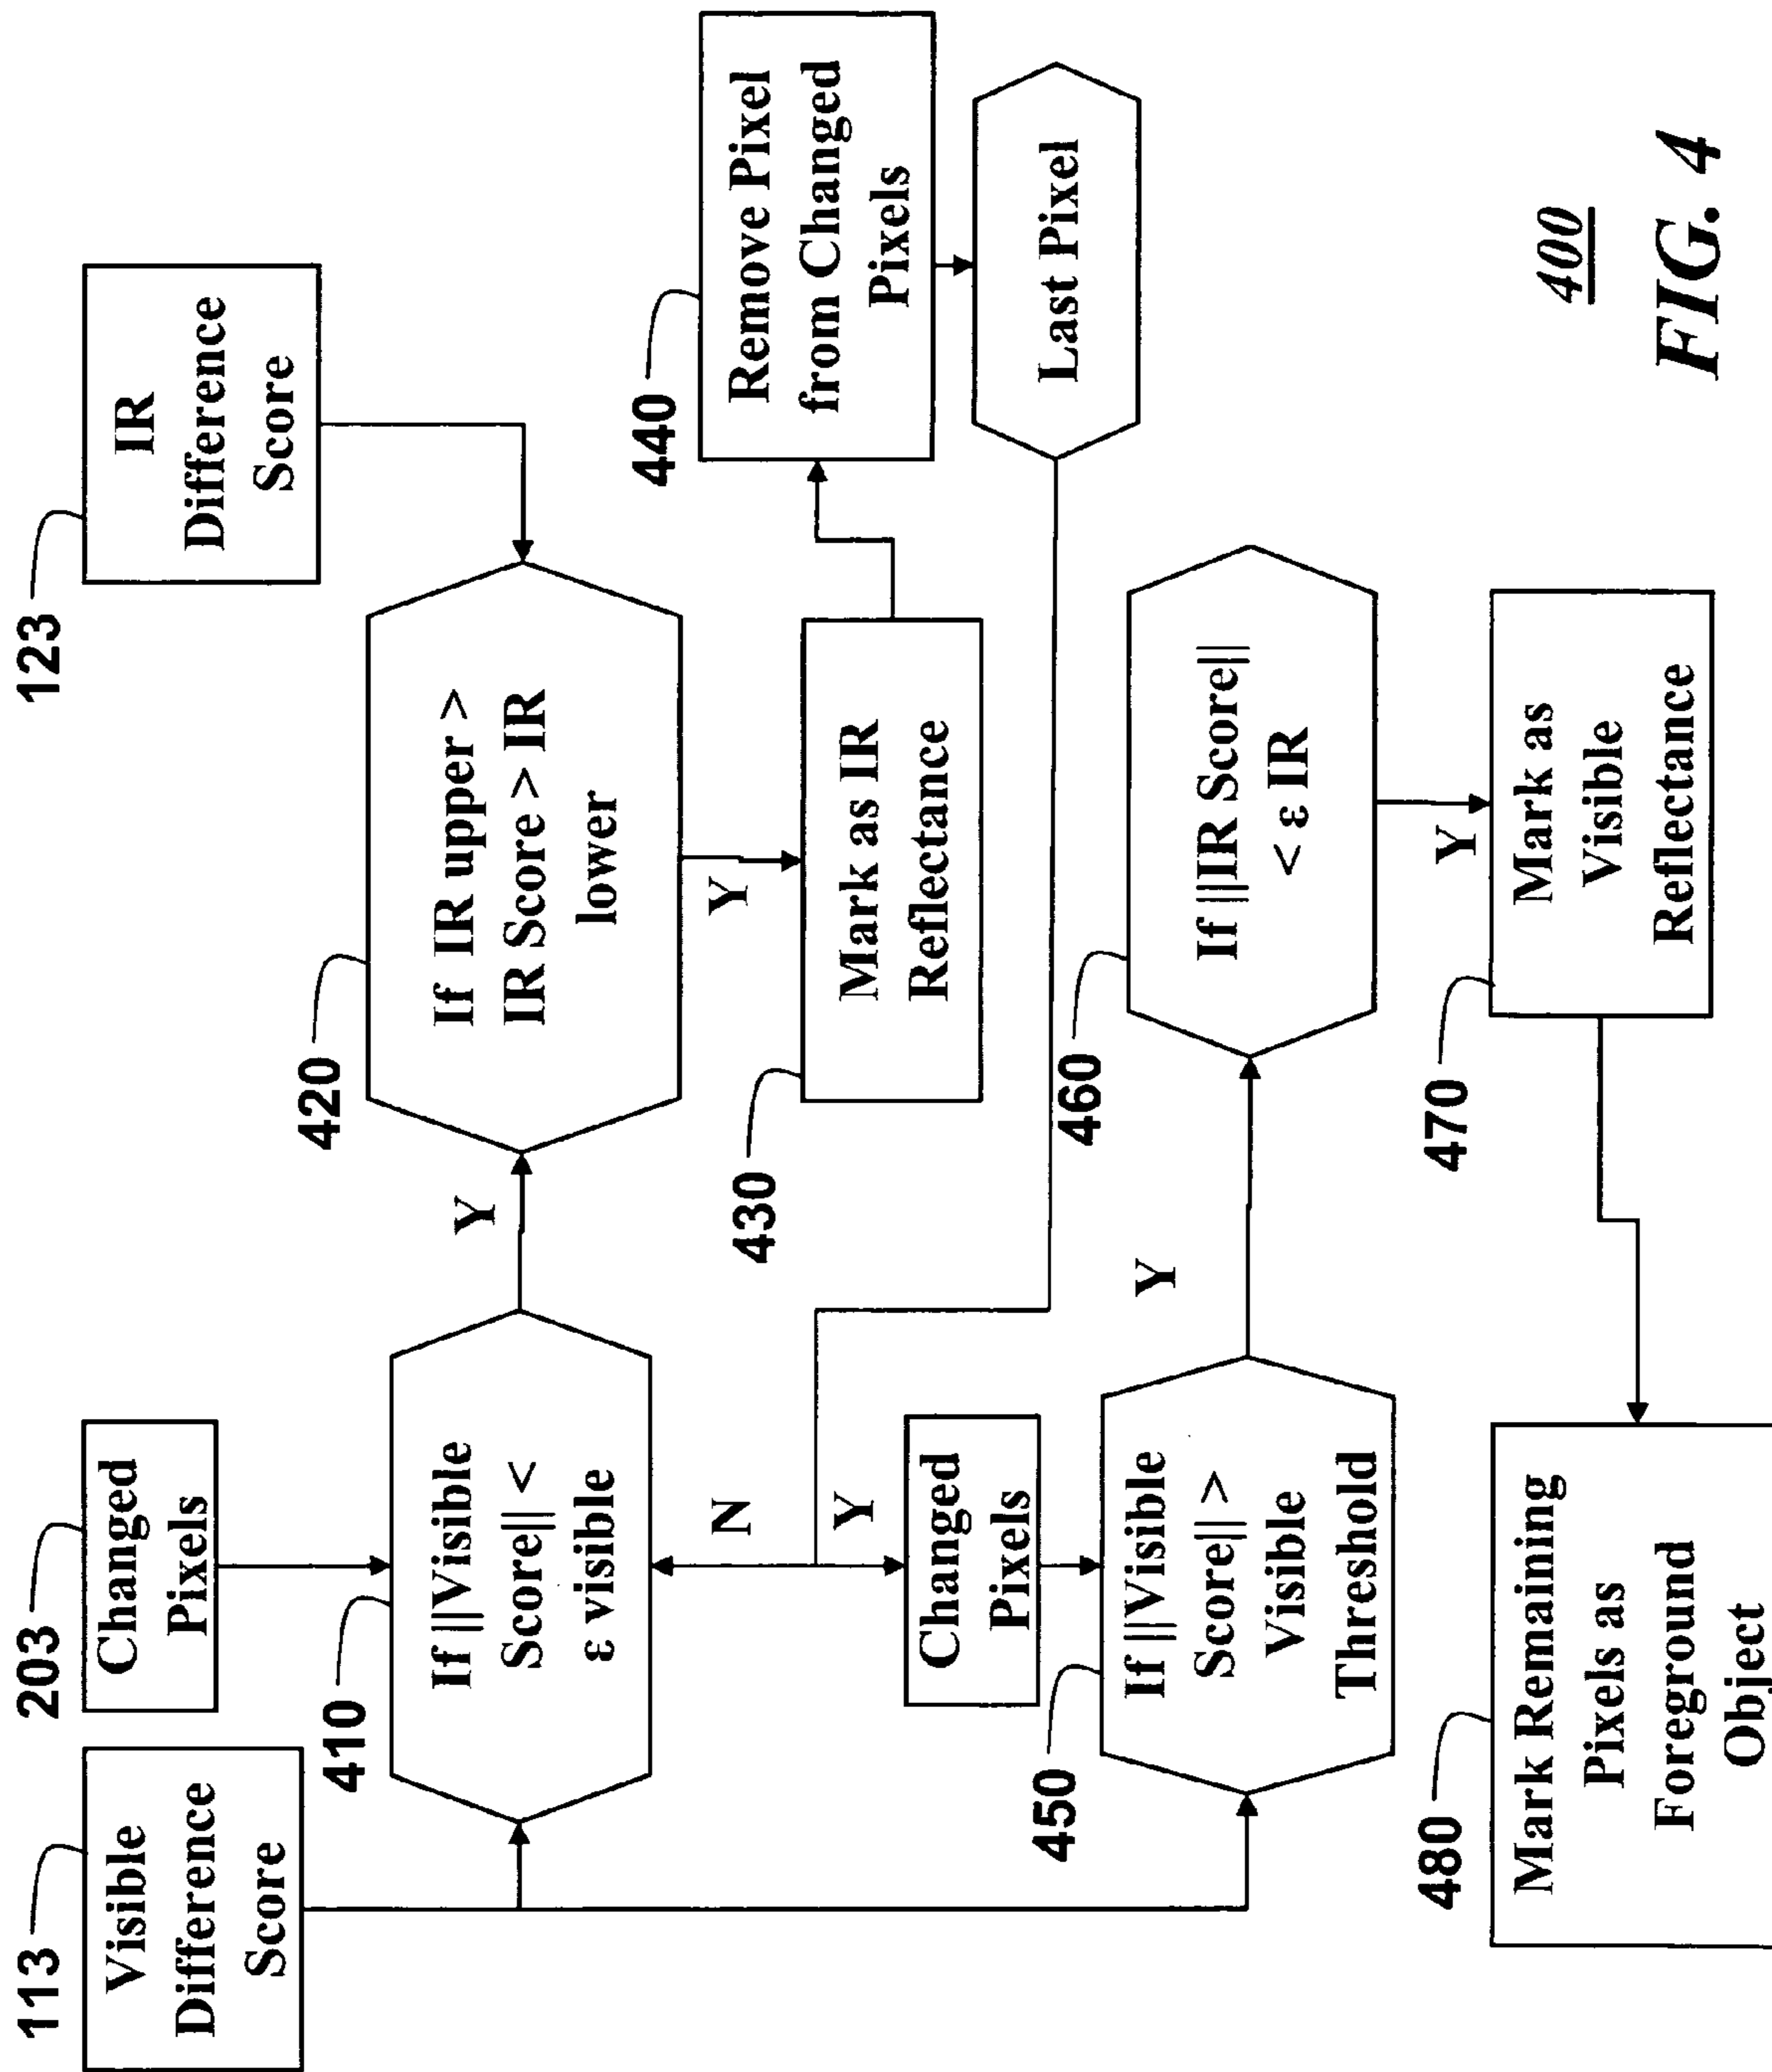 113
Visible
Difference
Score
203
Changed
Pixels
123
IR
Difference
Score
410
If ||Visible
Score|| <
ε visible
Y
420
If IR upper >
IR Score > IR
lower
Y
430
Mark as IR
Reflectance
440
Remove Pixel
from Changed
Pixels
Last Pixel
N
Y
Changed
Pixels
450
If ||Visible
Score|| >
Visible
Threshold
Y
460
If ||IR Score||
< ε IR
Y
470
Mark as
Visible
Reflectance
480
Mark Remaining
Pixels as
Foreground
Object
400
FIG. 4